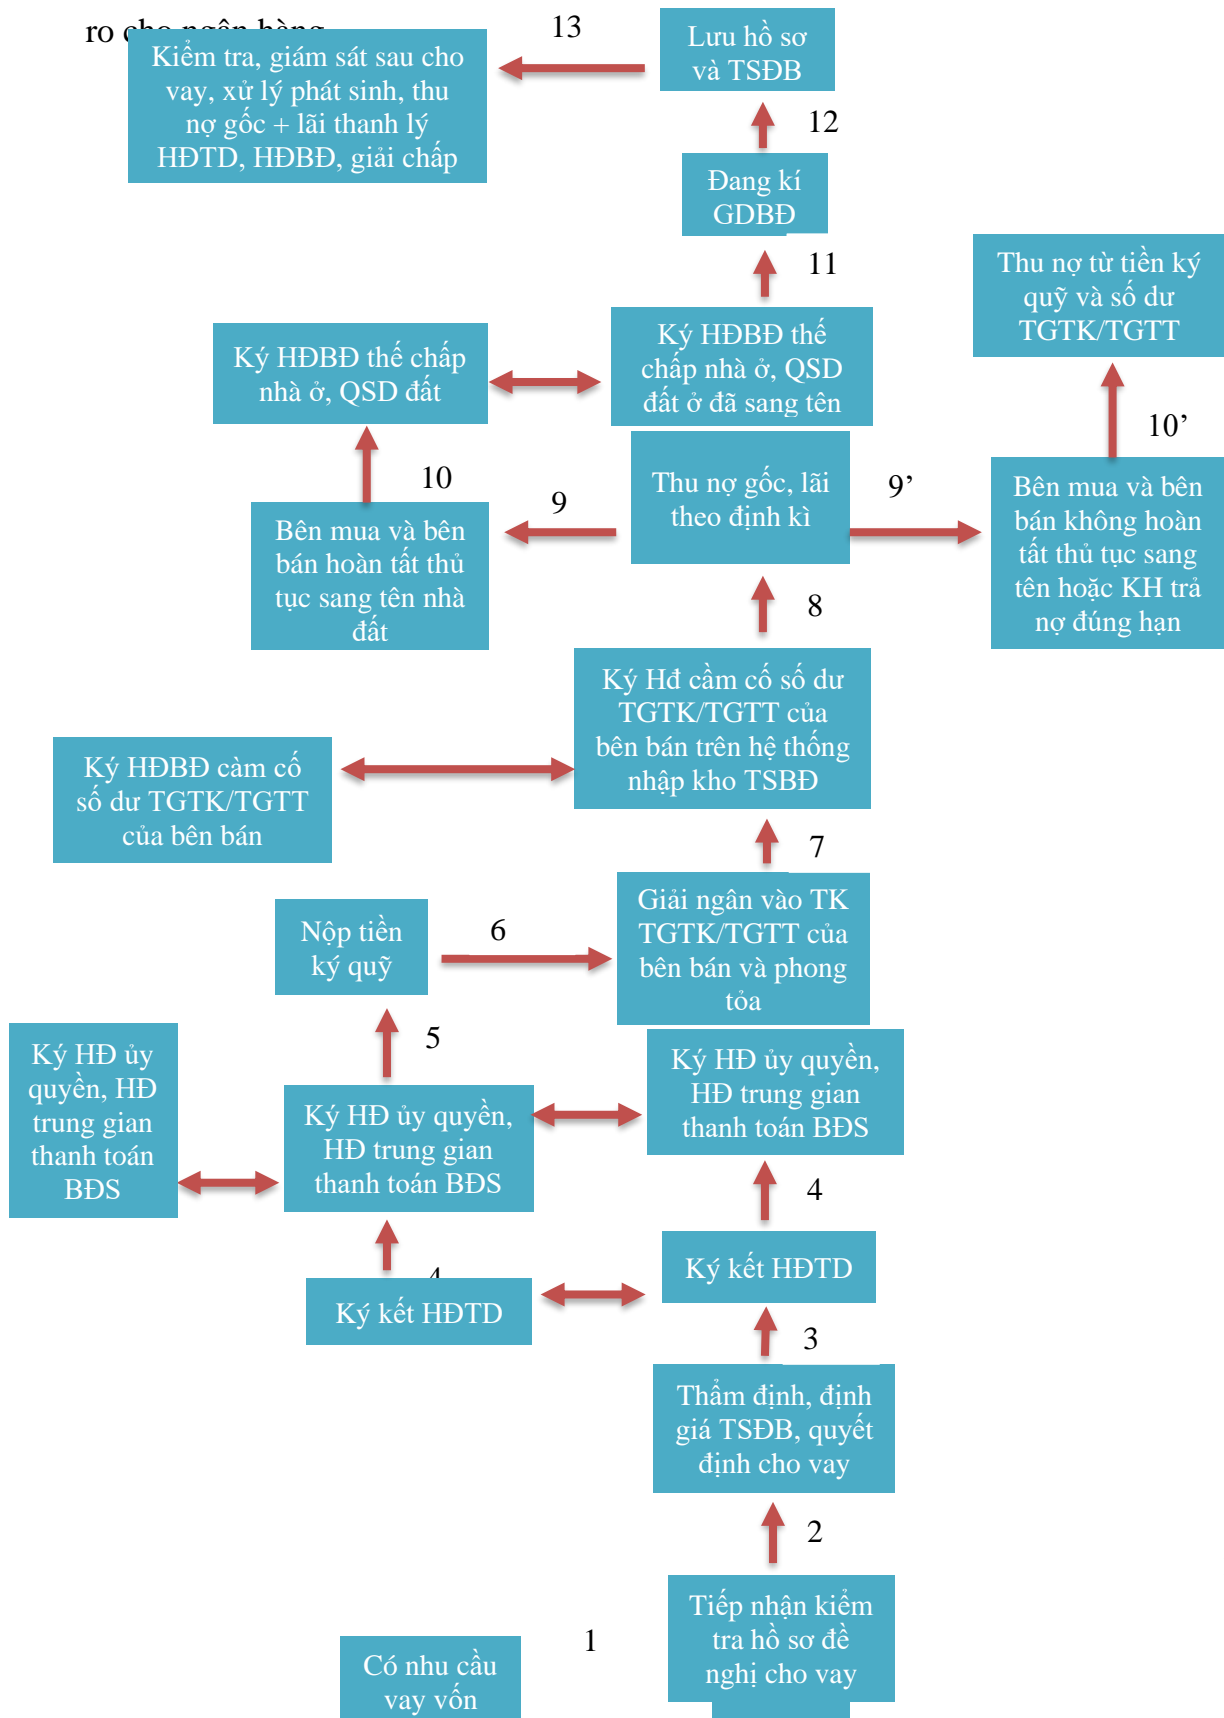 ro cho ngân hàng
13
Kiểm tra, giám sát sau cho
vay, xử lý phát sinh, thu
nợ gốc + lãi thanh lý
HĐTD, HĐBĐ, giải chấp
Lưu hồ sơ
và TSĐB
12
Đang kí
GDBĐ
11
Thu nợ từ tiền ký
quỹ và số dư
TGTK/TGTT
Ký HĐBĐ thế chấp
nhà ở, QSD đất
Ký HĐBĐ thế
chấp nhà ở, QSD
đất ở đã sang tên
10’
10
9
Thu nợ gốc, lãi
theo định kì
9’
Bên mua và bên
bán hoàn tất thủ
tục sang tên nhà
đất
Bên mua và bên
bán không hoàn
tất thủ tục sang
tên hoặc KH trả
nợ đúng hạn
8
Ký Hđ cầm cố số dư
TGTK/TGTT của
bên bán trên hệ thống
nhập kho TSBĐ
Ký HĐBĐ càm cố
số dư TGTK/TGTT
của bên bán
7
Nộp tiền
ký quỹ
6
Giải ngân vào TK
TGTK/TGTT của
bên bán và phong
tỏa
5
Ký HĐ ủy
quyền, HĐ
trung gian
thanh toán
BĐS
Ký HĐ ủy quyền,
HĐ trung gian
thanh toán BĐS
Ký HĐ ủy quyền,
HĐ trung gian
thanh toán BĐS
4
4
Ký kết HĐTD
Ký kết HĐTD
3
Thẩm định, định
giá TSĐB, quyết
định cho vay
2
Tiếp nhận kiểm
tra hồ sơ đề
nghị cho vay
1
Có nhu cầu
vay vốn